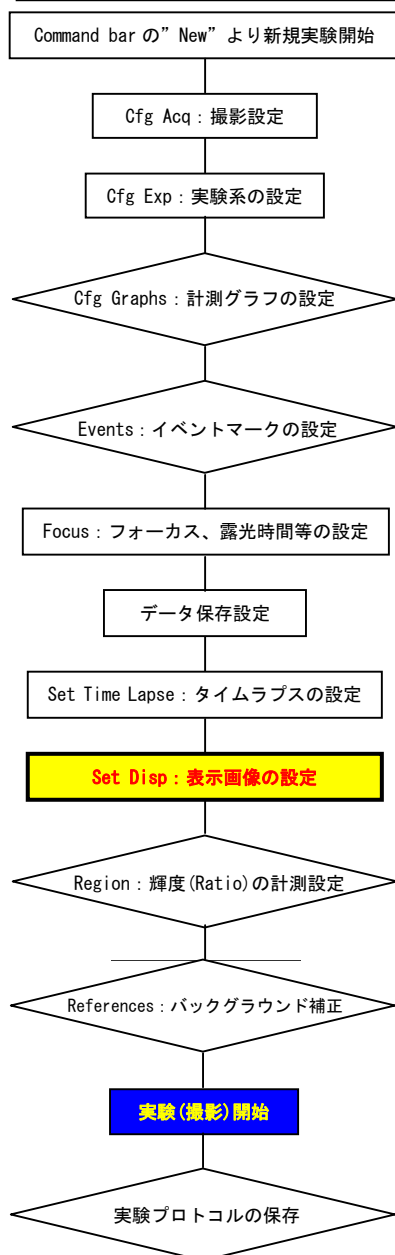 Command bar の”New”より新規実験開始
Cfg Acq：撮影設定
Cfg Exp：実験系の設定
Cfg Graphs：計測グラフの設定
Events：イベントマークの設定
Focus：フォーカス、露光時間等の設定
データ保存設定
Set Time Lapse：タイムラプスの設定
Set Disp：表示画像の設定
Region：輝度(Ratio)の計測設定
References：バックグラウンド補正
実験(撮影)開始
実験プロトコルの保存